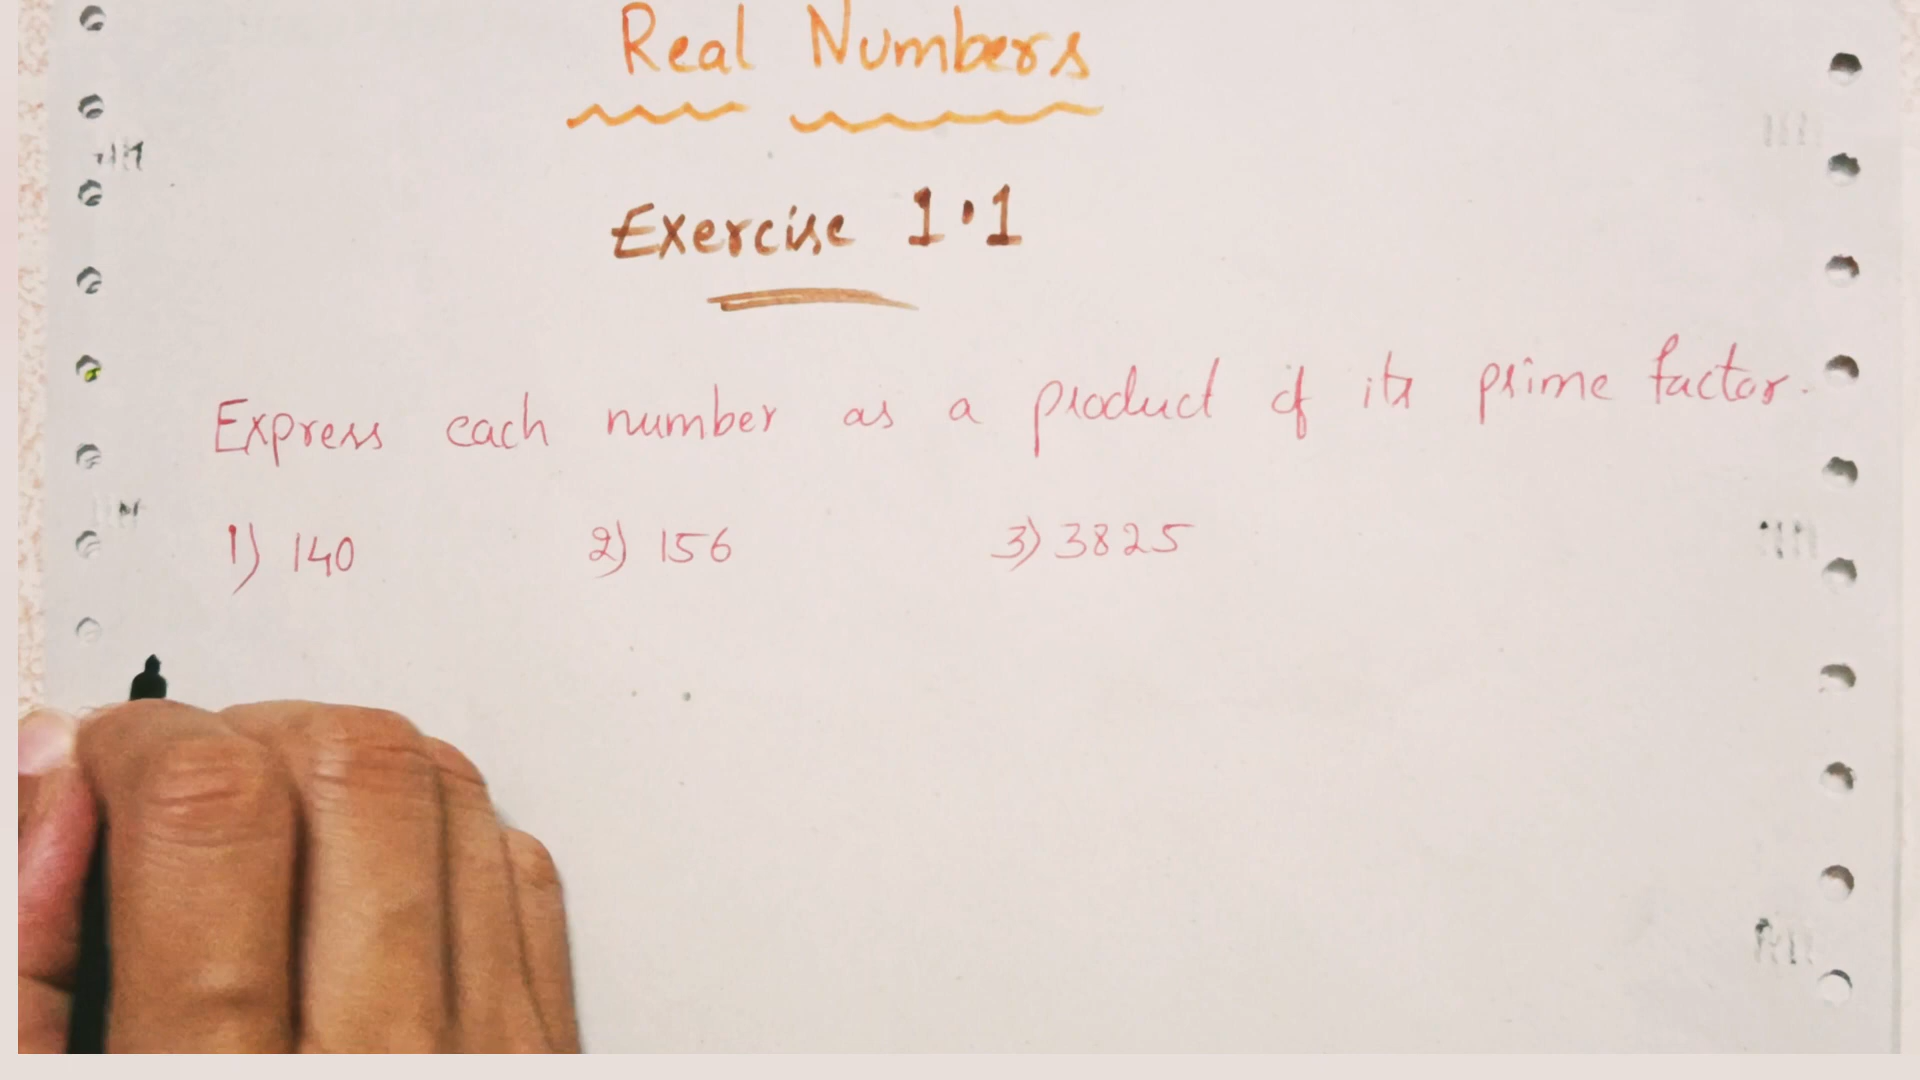 Real Numbers
Exercise 1.1
Express each number as a product of its prime factor.
1) 140 2) 156 3) 3825